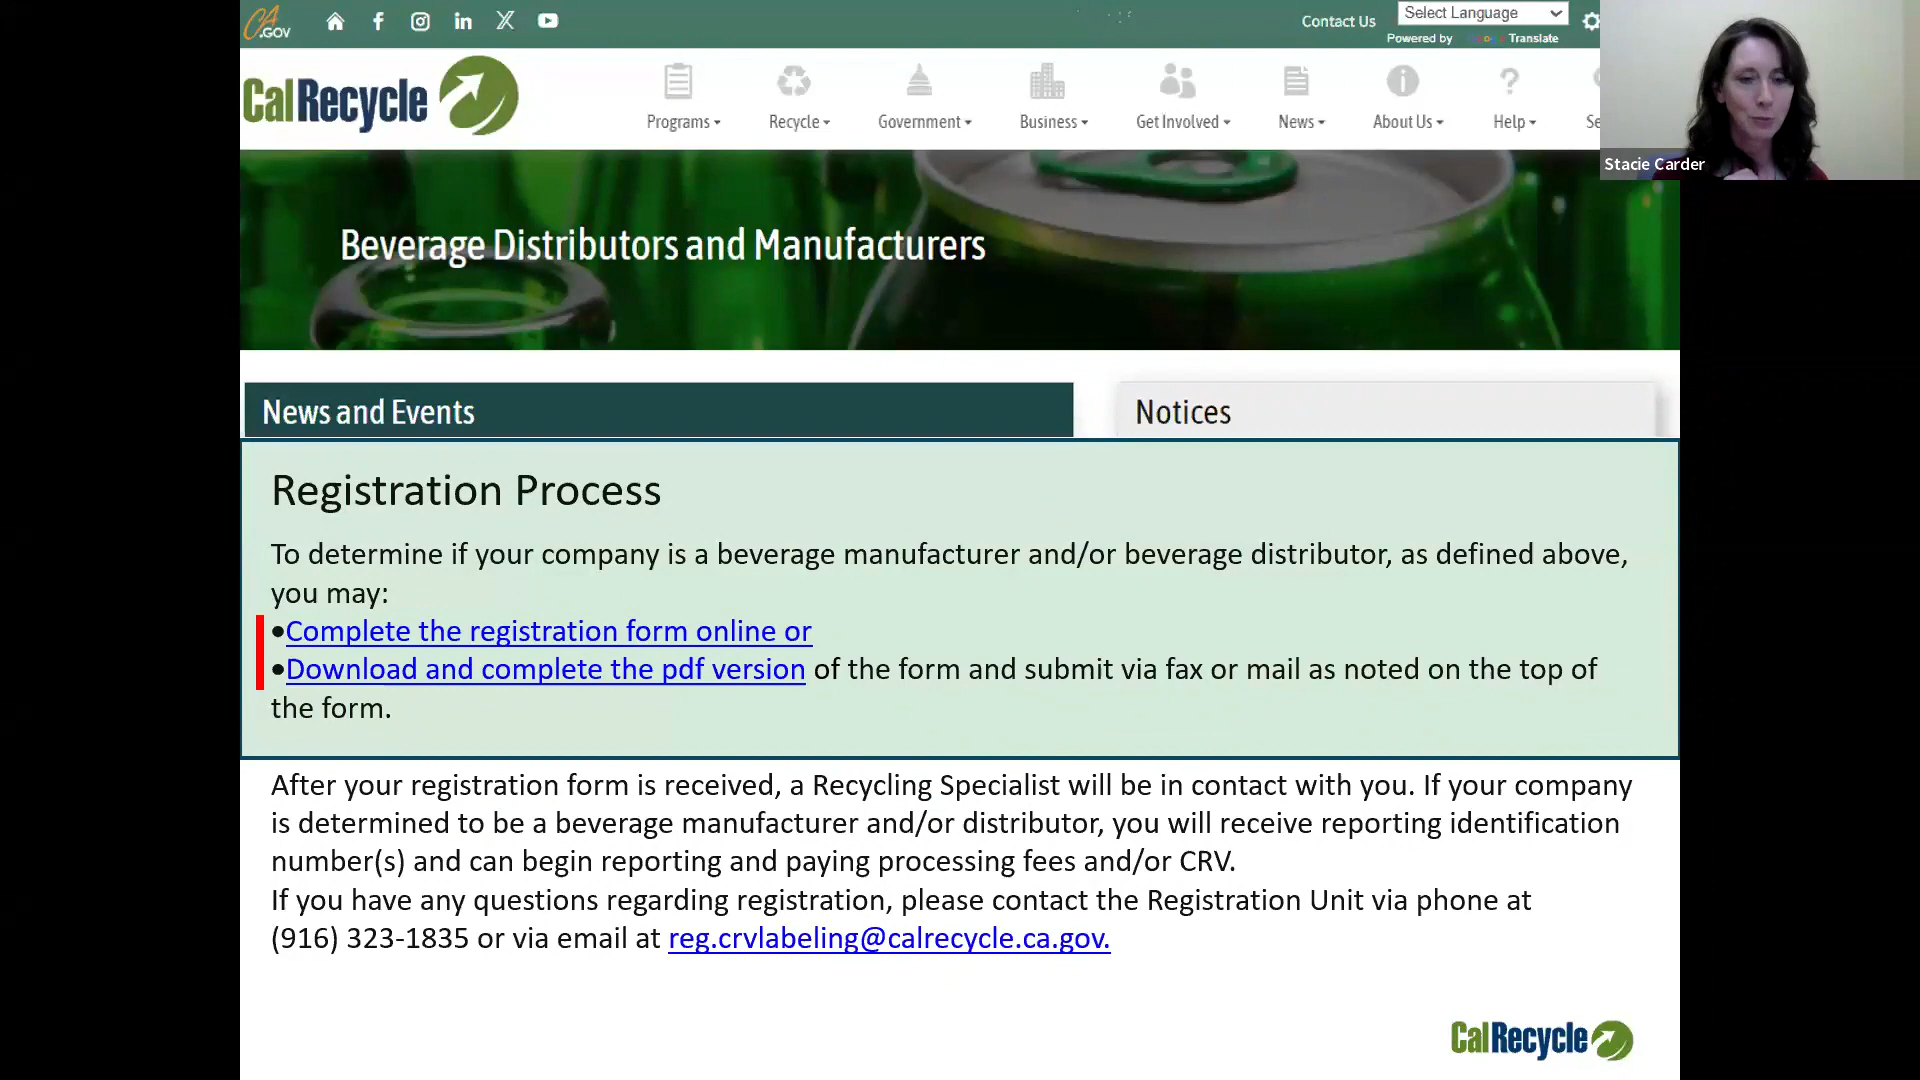 CA.GOV
Contact Us
Select Language
Powered by Google Translate
CalRecycle
Programs
Recycle
Government
Business
Get Involved
News
About Us
Help
Stacie Carder
Beverage Distributors and Manufacturers
News and Events
Notices
Registration Process
To determine if your company is a beverage manufacturer and/or beverage distributor, as defined above,
you may:
•Complete the registration form online or
•Download and complete the pdf version of the form and submit via fax or mail as noted on the top of
the form.
After your registration form is received, a Recycling Specialist will be in contact with you. If your company
is determined to be a beverage manufacturer and/or distributor, you will receive reporting identification
number(s) and can begin reporting and paying processing fees and/or CRV.
If you have any questions regarding registration, please contact the Registration Unit via phone at
(916) 323-1835 or via email at reg.crvlabeling@calrecycle.ca.gov.
CalRecycle